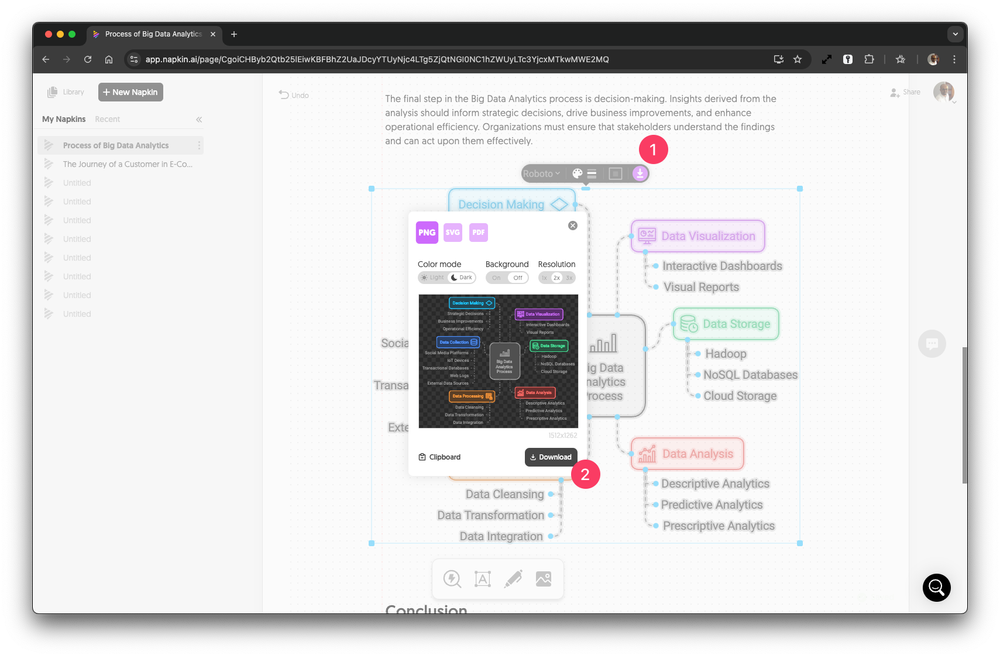 Process of Big Data Analytics
app.napkin.ai/page/CgoICHByb2Qtb25lEiwKBFBhZ2UaJDcyYTUyNjc4LTg5ZjQtNGI0NC1hZWUyLTc3YjcxMTkwMWE2MQ
Library
+ New Napkin
My Napkins Recent
Process of Big Data Analytics
The Journey of a Customer in E-Co...
Untitled
Untitled
Untitled
Untitled
Untitled
Untitled
Untitled
Untitled
Undo
Share
The final step in the Big Data Analytics process is decision-making. Insights derived from the
analysis should inform strategic decisions, drive business improvements, and enhance
operational efficiency. Organizations must ensure that stakeholders understand the findings
and can act upon them effectively.
1
Roboto
Decision Making
PNG SVG PDF
Color mode Background Resolution
Light Dark On Off 1x 2x 3x
Decision Making
Strategic Decisions
Business Improvements
Operational Efficiency
Data Collection
Social Media Platforms
IoT Devices
Transactional Databases
Web Logs
External Data Sources
Data Processing
Data Cleansing
Data Transformation
Data Integration
Big Data
Analytics
Process
Data Visualization
Interactive Dashboards
Visual Reports
Data Storage
Hadoop
NoSQL Databases
Cloud Storage
Data Analysis
Descriptive Analytics
Predictive Analytics
Prescriptive Analytics
1512x1262
Clipboard
Download
2
Socia
Transa
Exte
ig Data
nalytics
rocess
Data Visualization
Interactive Dashboards
Visual Reports
Data Storage
Hadoop
NoSQL Databases
Cloud Storage
Data Analysis
Descriptive Analytics
Predictive Analytics
Prescriptive Analytics
Data Cleansing
Data Transformation
Data Integration
Conclusion